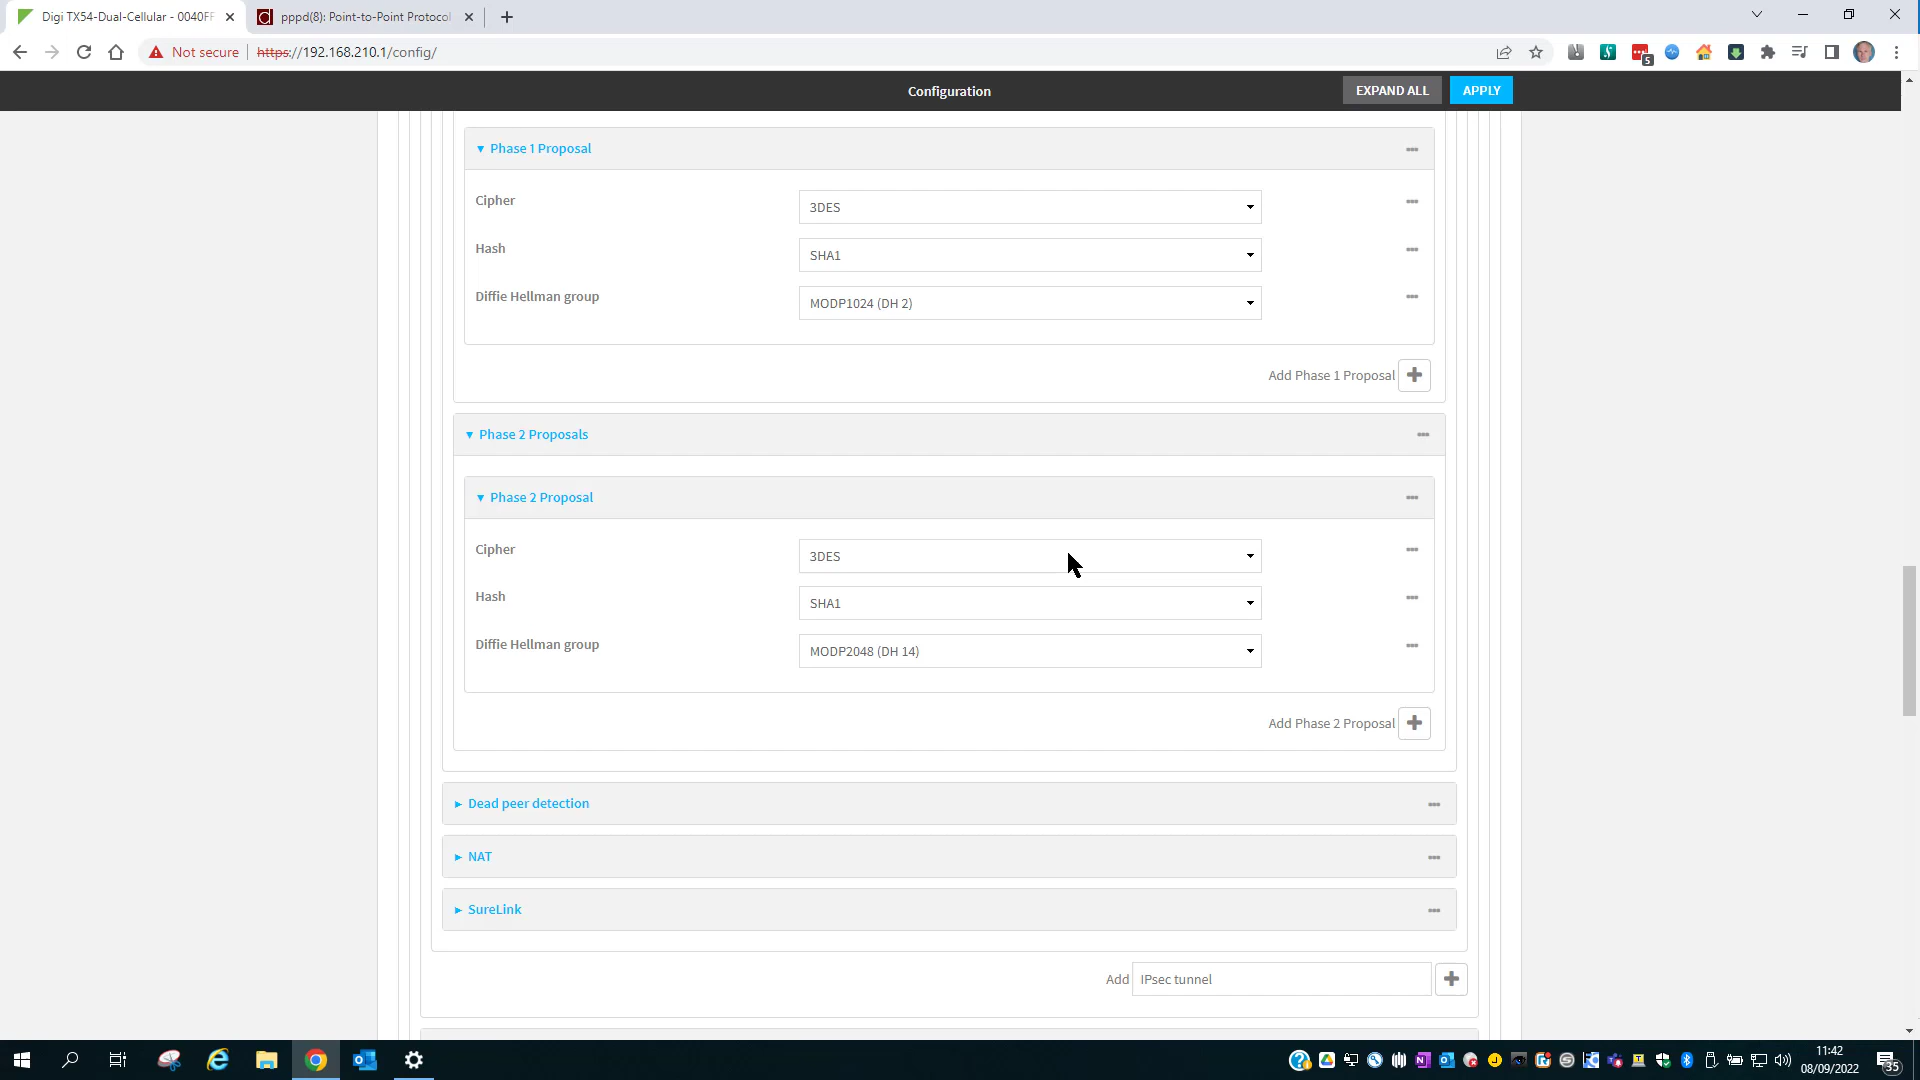 Digi TX54-Dual-Cellular - 0040FF
pppd(8): Point-to-Point Protocol
Not secure
https://192.168.210.1/config/
5
Configuration
EXPAND ALL
APPLY
Phase 1 Proposal
Cipher
3DES
Hash
SHA1
Diffie Hellman group
MODP1024 (DH 2)
Add Phase 1 Proposal
Phase 2 Proposals
Phase 2 Proposal
Cipher
3DES
Hash
SHA1
Diffie Hellman group
MODP2048 (DH 14)
Add Phase 2 Proposal
Dead peer detection
NAT
SureLink
Add
IPsec tunnel
11:42
08/09/2022
35